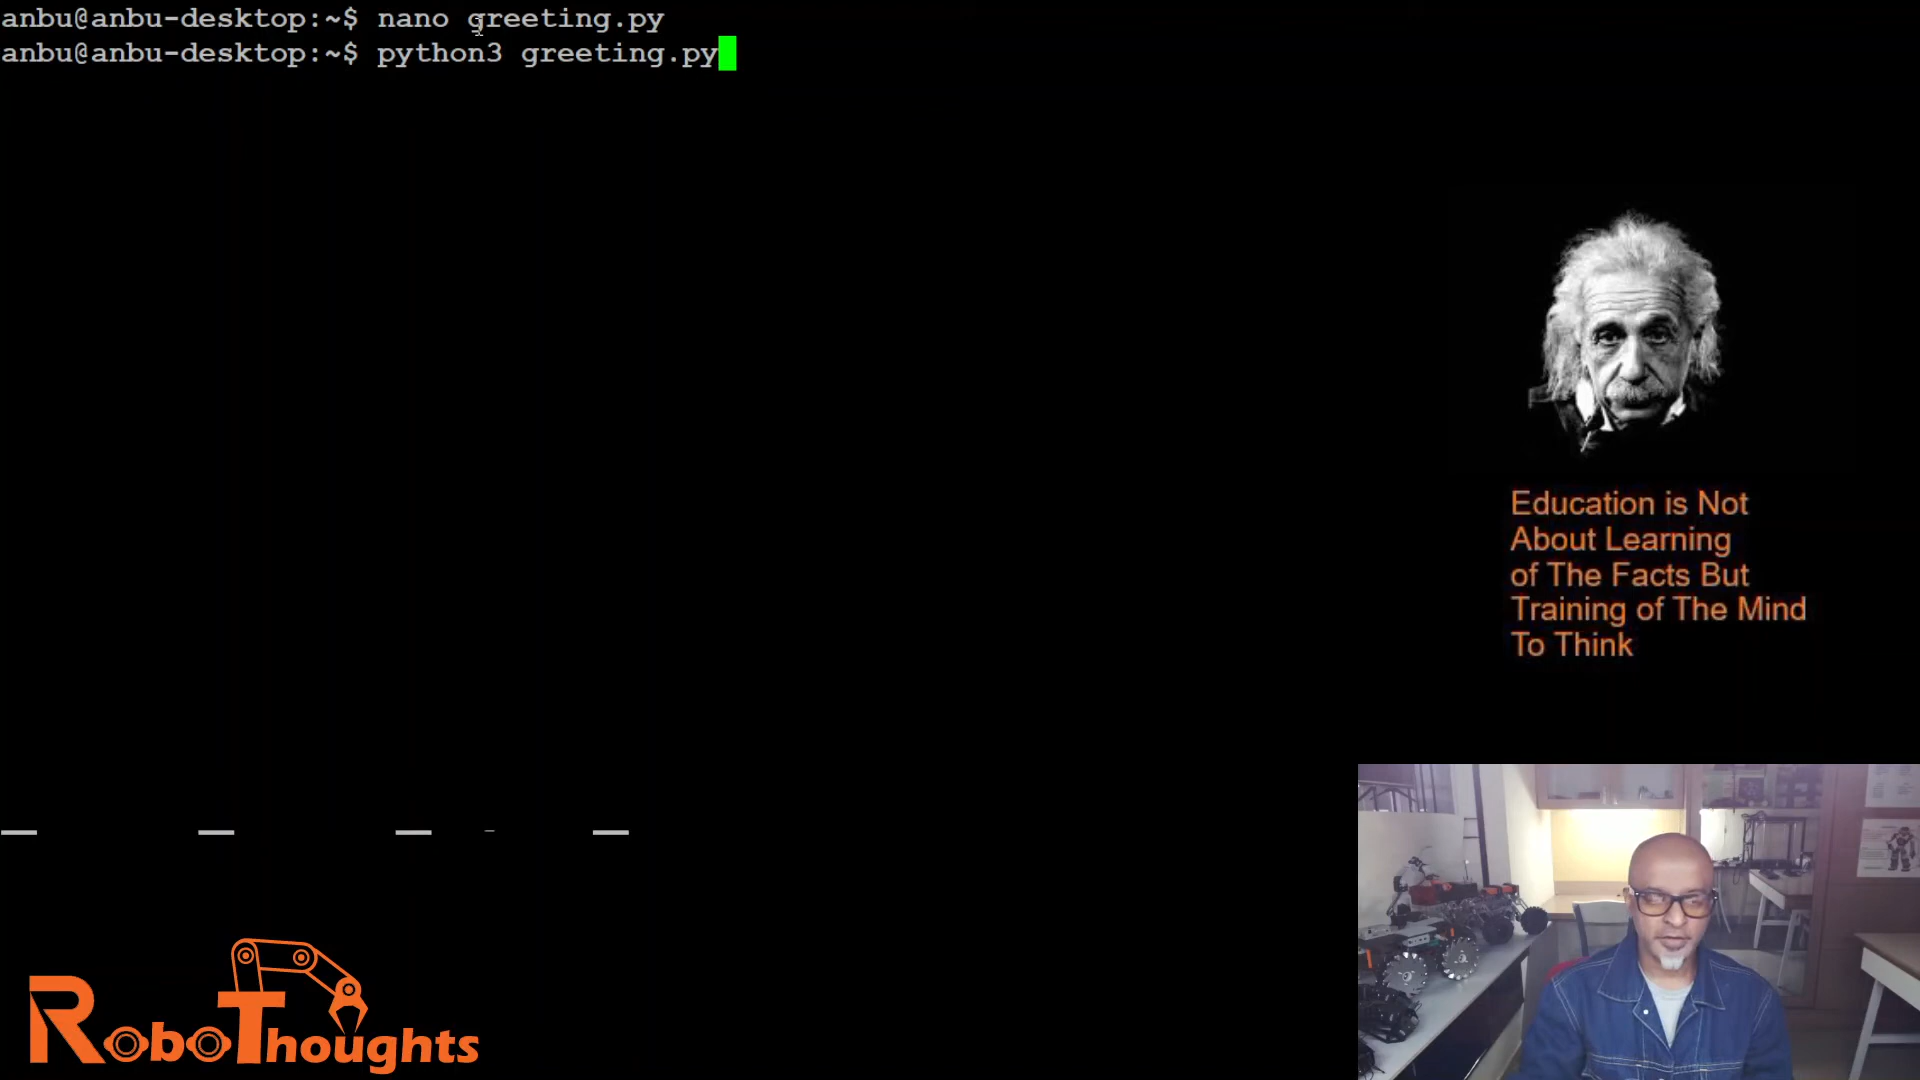 anbu@anbu-desktop:~$ nano greeting.py
anbu@anbu-desktop:~$ python3 greeting.py
Education is Not
About Learning
of The Facts But
Training of The Mind
To Think
RoboThoughts